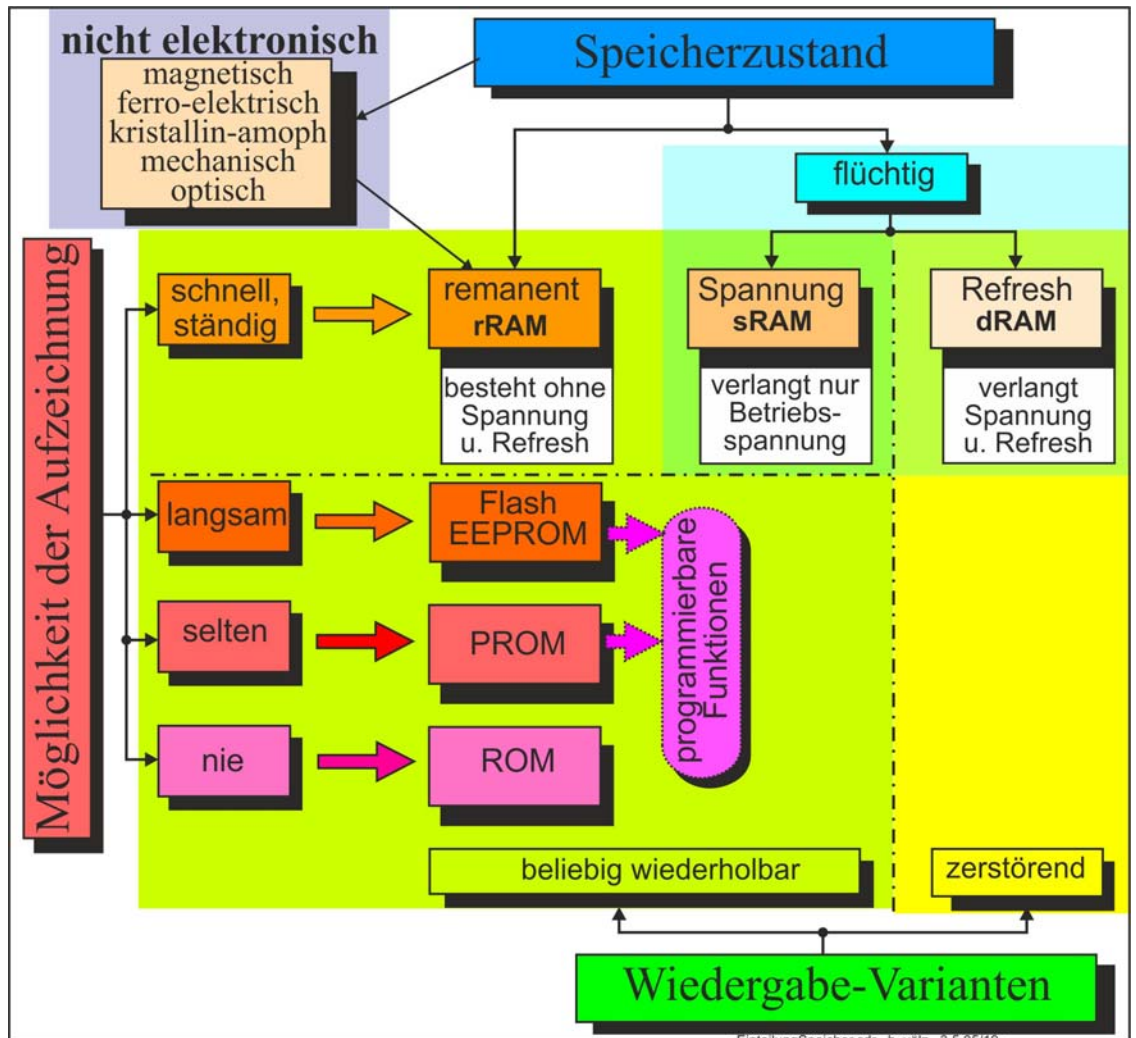 nicht elektronisch
magnetisch
ferro-elektrisch
kristallin-amoph
mechanisch
optisch
Speicherzustand
flüchtig
Möglichkeit der Aufzeichnung
schnell,
ständig
remanent
rRAM
besteht ohne
Spannung
u. Refresh
Spannung
sRAM
verlangt nur
Betriebs-
spannung
Refresh
dRAM
verlangt
Spannung
u. Refresh
langsam
Flash
EEPROM
selten
PROM
nie
ROM
programmierbare
Funktionen
beliebig wiederholbar
zerstörend
Wiedergabe-Varianten